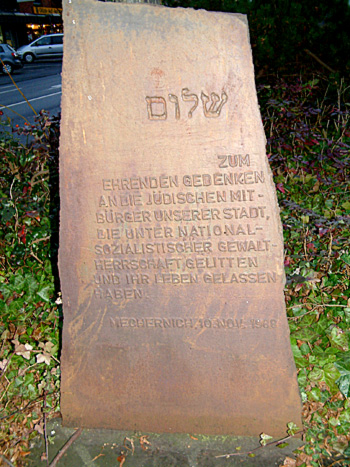 שלום
ZUM
EHRENDEN GEDENKEN
AN DIE JÜDISCHEN MIT-
BÜRGER UNSERER STADT,
DIE UNTER NATIONAL-
SOZIALISTISCHER GEWALT-
HERRSCHAFT GELITTEN
UND IHR LEBEN GELASSEN
HABEN.
MECHERNICH, 10. NOV. 1988